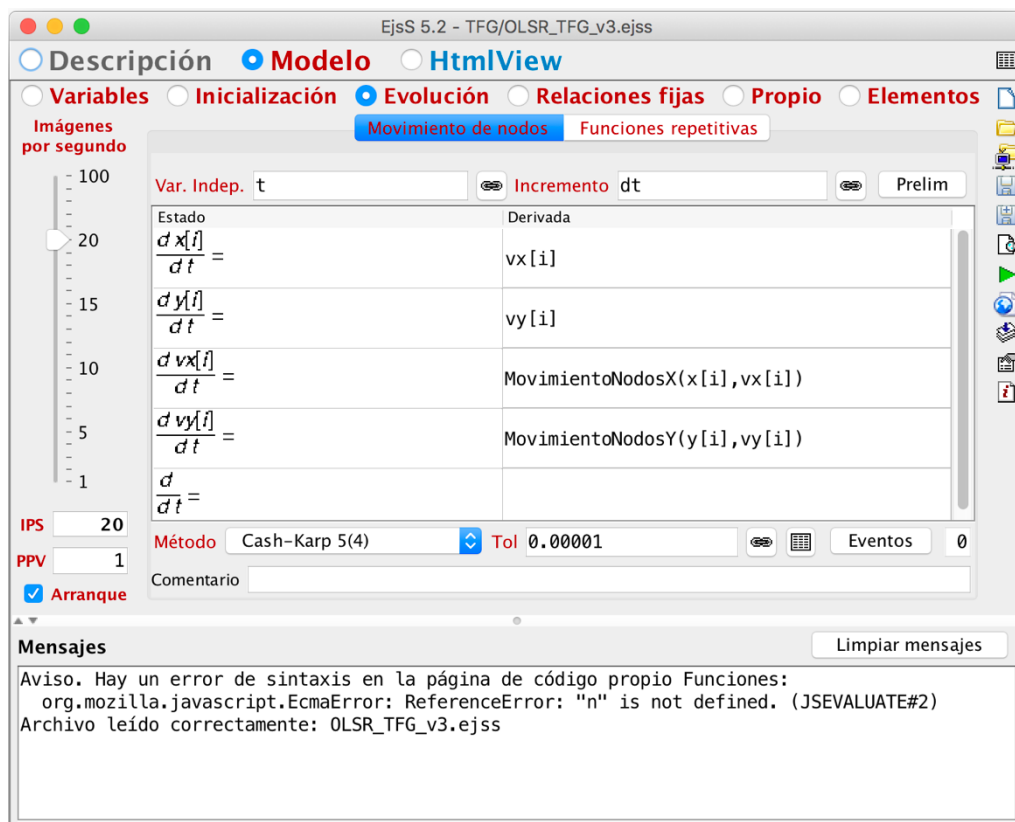 EjsS 5.2 - TFG/OLSR_TFG_v3.ejss
Descripción Modelo HtmlView
Variables Inicialización Evolución Relaciones fijas Propio Elementos
Imágenes por segundo
Movimiento de nodos Funciones repetitivas
100
20
15
10
5
1
IPS 20
PPV 1
Arranque
Var. Indep. t Incremento dt Prelim
Estado Derivada
d x[i]
d t = vx[i]
d y[i]
d t = vy[i]
d vx[i]
d t = MovimientoNodosX(x[i],vx[i])
d vy[i]
d t = MovimientoNodosY(y[i],vy[i])
d
d t =
Método Cash-Karp 5(4) Tol 0.00001 Eventos 0
Comentario
Mensajes Limpiar mensajes
Aviso. Hay un error de sintaxis en la página de código propio Funciones:
org.mozilla.javascript.EcmaError: ReferenceError: "n" is not defined. (JSEVALUATE#2)
Archivo leído correctamente: OLSR_TFG_v3.ejss